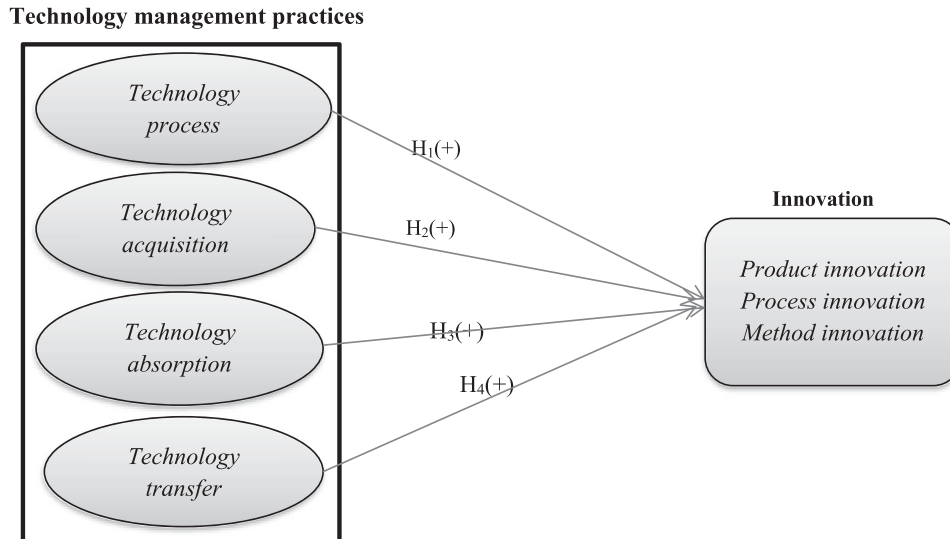 Technology management practices
Technology
process
H₁(+)
Technology
acquisition
H₂(+)
Technology
absorption
H₃(+)
Technology
transfer
H₄(+)
Innovation
Product innovation
Process innovation
Method innovation